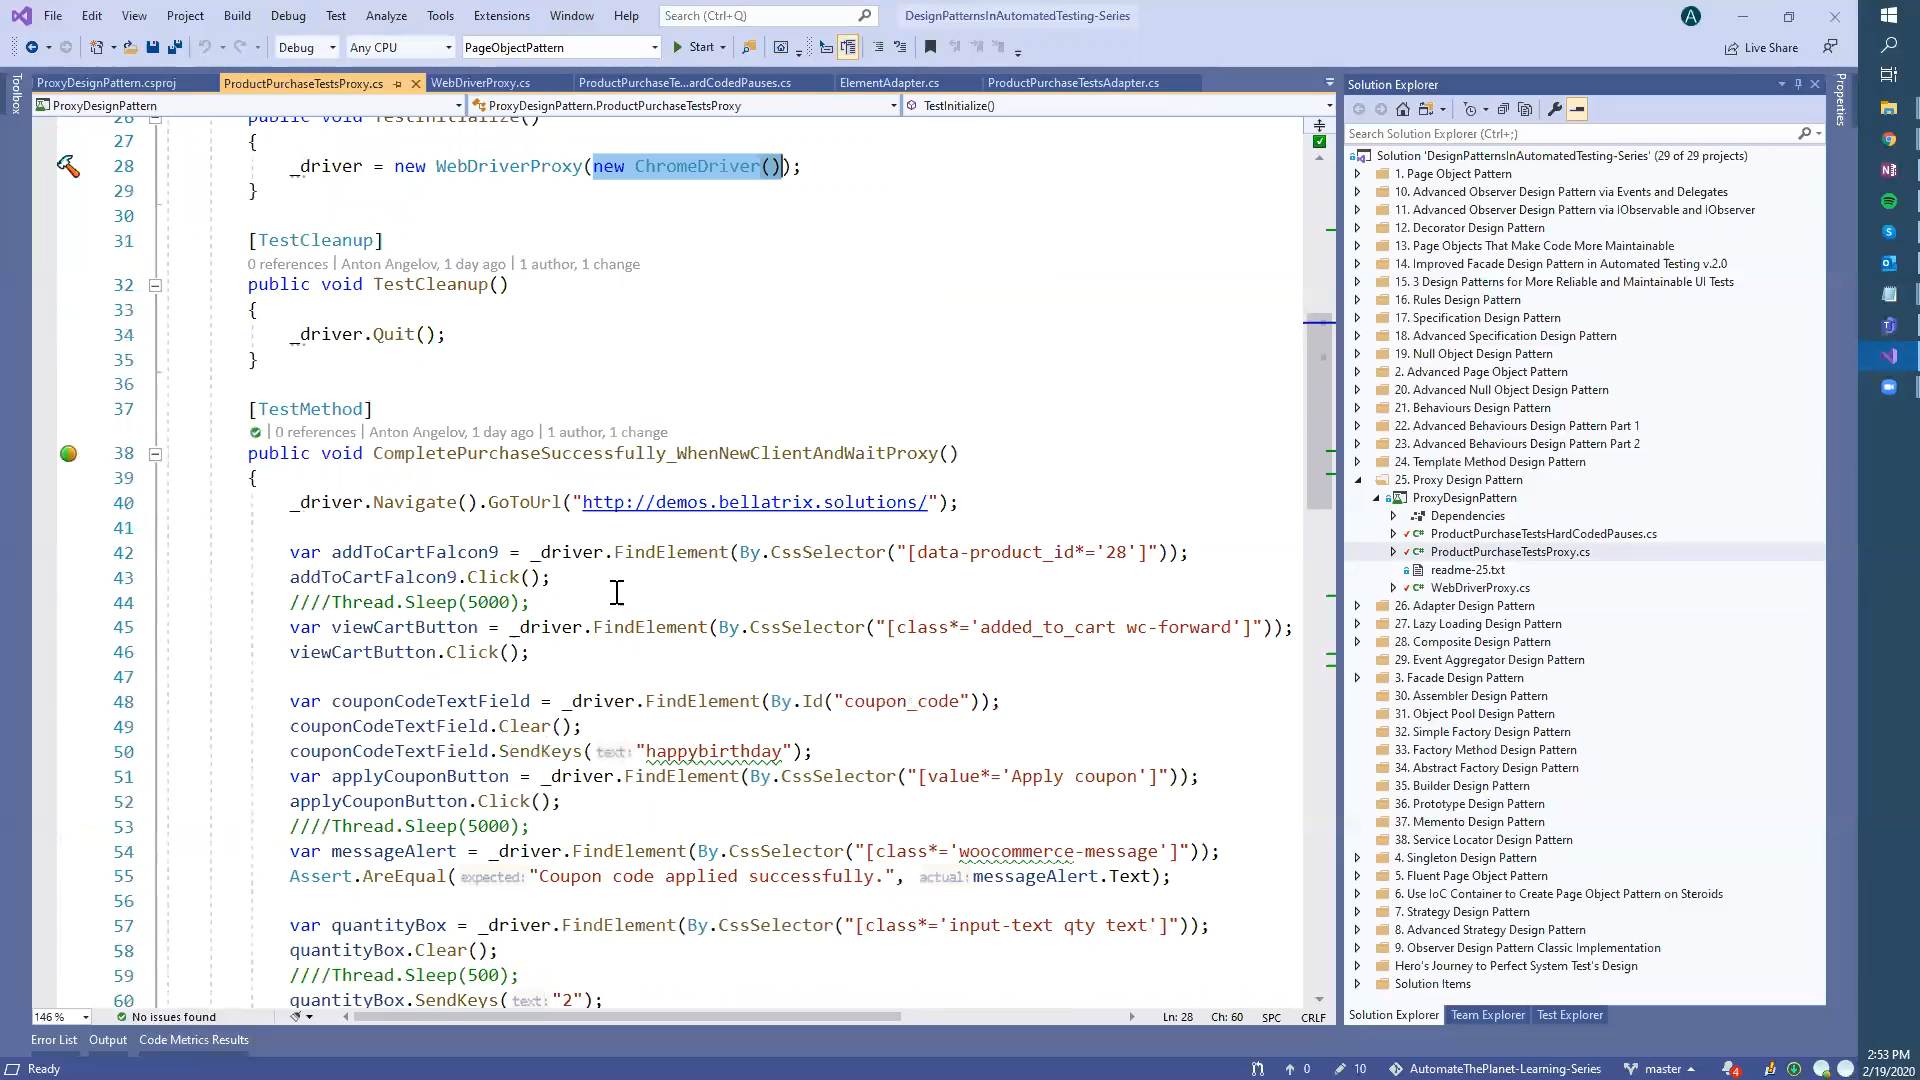 File Edit View Project Build Debug Test Analyze Tools Extensions Window Help Search (Ctrl+Q) DesignPatternsInAutomatedTesting-Series A
Debug Any CPU PageObjectPattern Start Live Share
Toolbox
ProxyDesignPattern.csproj ProductPurchaseTestsProxy.cs WebDriverProxy.cs ProductPurchaseTe...ardCodedPauses.cs ElementAdapter.cs ProductPurchaseTestsAdapter.cs
ProxyDesignPattern ProxyDesignPattern.ProductPurchaseTestsProxy TestInitialize()
26 public void TestInitialize()
27 {
28 _driver = new WebDriverProxy(new ChromeDriver());
29 }
30
31 [TestCleanup]
0 references | Anton Angelov, 1 day ago | 1 author, 1 change
32 public void TestCleanup()
33 {
34 _driver.Quit();
35 }
36
37 [TestMethod]
| 0 references | Anton Angelov, 1 day ago | 1 author, 1 change
38 public void CompletePurchaseSuccessfully_WhenNewClientAndWaitProxy()
39 {
40 _driver.Navigate().GoToUrl("http://demos.bellatrix.solutions/");
41
42 var addToCartFalcon9 = _driver.FindElement(By.CssSelector("[data-product_id*='28']"));
43 addToCartFalcon9.Click();
44 ////Thread.Sleep(5000);
45 var viewCartButton = _driver.FindElement(By.CssSelector("[class*='added_to_cart wc-forward']"));
46 viewCartButton.Click();
47
48 var couponCodeTextField = _driver.FindElement(By.Id("coupon_code"));
49 couponCodeTextField.Clear();
50 couponCodeTextField.SendKeys(text: "happybirthday");
51 var applyCouponButton = _driver.FindElement(By.CssSelector("[value*='Apply coupon']"));
52 applyCouponButton.Click();
53 ////Thread.Sleep(5000);
54 var messageAlert = _driver.FindElement(By.CssSelector("[class*='woocommerce-message']"));
55 Assert.AreEqual(expected: "Coupon code applied successfully.", actual: messageAlert.Text);
56
57 var quantityBox = _driver.FindElement(By.CssSelector("[class*='input-text qty text']"));
58 quantityBox.Clear();
59 ////Thread.Sleep(500);
60 quantityBox.SendKeys(text: "2");
146 % No issues found Ln: 28 Ch: 60 SPC CRLF
Error List Output Code Metrics Results
Ready 0 10 AutomateThePlanet-Learning-Series master 4
Solution Explorer
Search Solution Explorer (Ctrl+;)
Solution 'DesignPatternsInAutomatedTesting-Series' (29 of 29 projects)
1. Page Object Pattern
10. Advanced Observer Design Pattern via Events and Delegates
11. Advanced Observer Design Pattern via IObservable and IObserver
12. Decorator Design Pattern
13. Page Objects That Make Code More Maintainable
14. Improved Facade Design Pattern in Automated Testing v.2.0
15. 3 Design Patterns for More Reliable and Maintainable UI Tests
16. Rules Design Pattern
17. Specification Design Pattern
18. Advanced Specification Design Pattern
19. Null Object Design Pattern
2. Advanced Page Object Pattern
20. Advanced Null Object Design Pattern
21. Behaviours Design Pattern
22. Advanced Behaviours Design Pattern Part 1
23. Advanced Behaviours Design Pattern Part 2
24. Template Method Design Pattern
25. Proxy Design Pattern
ProxyDesignPattern
Dependencies
C# ProductPurchaseTestsHardCodedPauses.cs
C# ProductPurchaseTestsProxy.cs
readme-25.txt
C# WebDriverProxy.cs
26. Adapter Design Pattern
27. Lazy Loading Design Pattern
28. Composite Design Pattern
29. Event Aggregator Design Pattern
3. Facade Design Pattern
30. Assembler Design Pattern
31. Object Pool Design Pattern
32. Simple Factory Design Pattern
33. Factory Method Design Pattern
34. Abstract Factory Design Pattern
35. Builder Design Pattern
36. Prototype Design Pattern
37. Memento Design Pattern
38. Service Locator Design Pattern
4. Singleton Design Pattern
5. Fluent Page Object Pattern
6. Use IoC Container to Create Page Object Pattern on Steroids
7. Strategy Design Pattern
8. Advanced Strategy Design Pattern
9. Observer Design Pattern Classic Implementation
Hero's Journey to Perfect System Test's Design
Solution Items
Solution Explorer Team Explorer Test Explorer
Properties
2:53 PM
2/19/2020